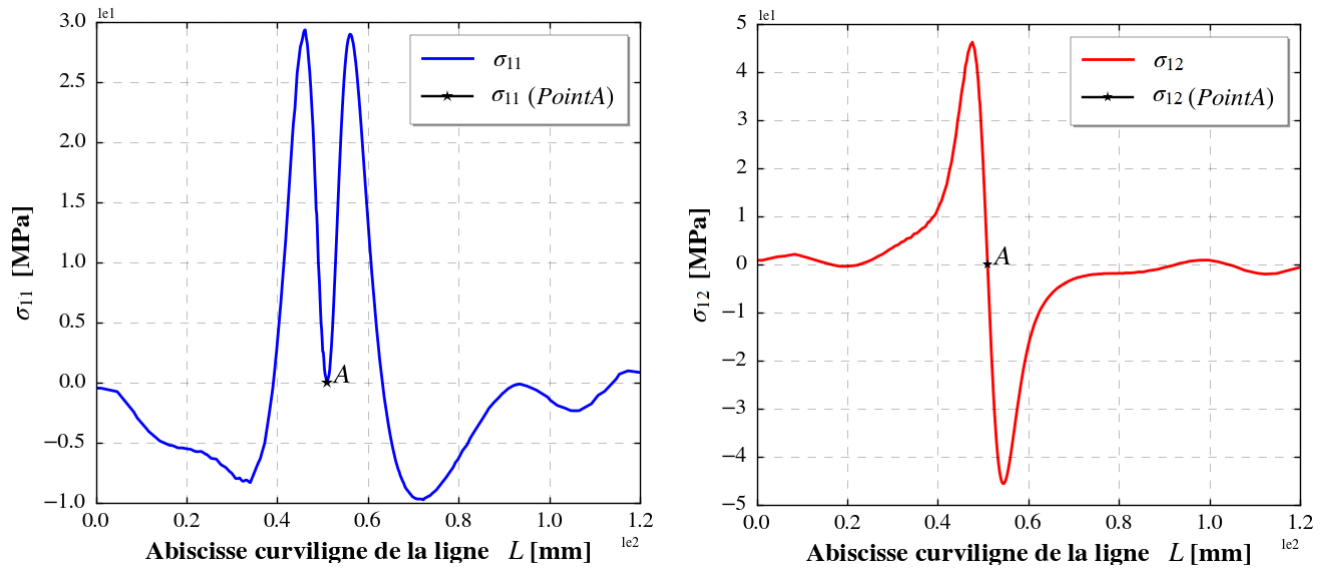 1e1
3.0
2.5
2.0
1.5
1.0
0.5
0.0
−0.5
−1.0
σ11 [MPa]
σ11
σ11 (PointA)
A
0.0 0.2 0.4 0.6 0.8 1.0 1.2
1e2
Abiscisse curviligne de la ligne L [mm]
1e1
5
4
3
2
1
0
−1
−2
−3
−4
−5
σ12 [MPa]
σ12
σ12 (PointA)
A
0.0 0.2 0.4 0.6 0.8 1.0 1.2
1e2
Abiscisse curviligne de la ligne L [mm]